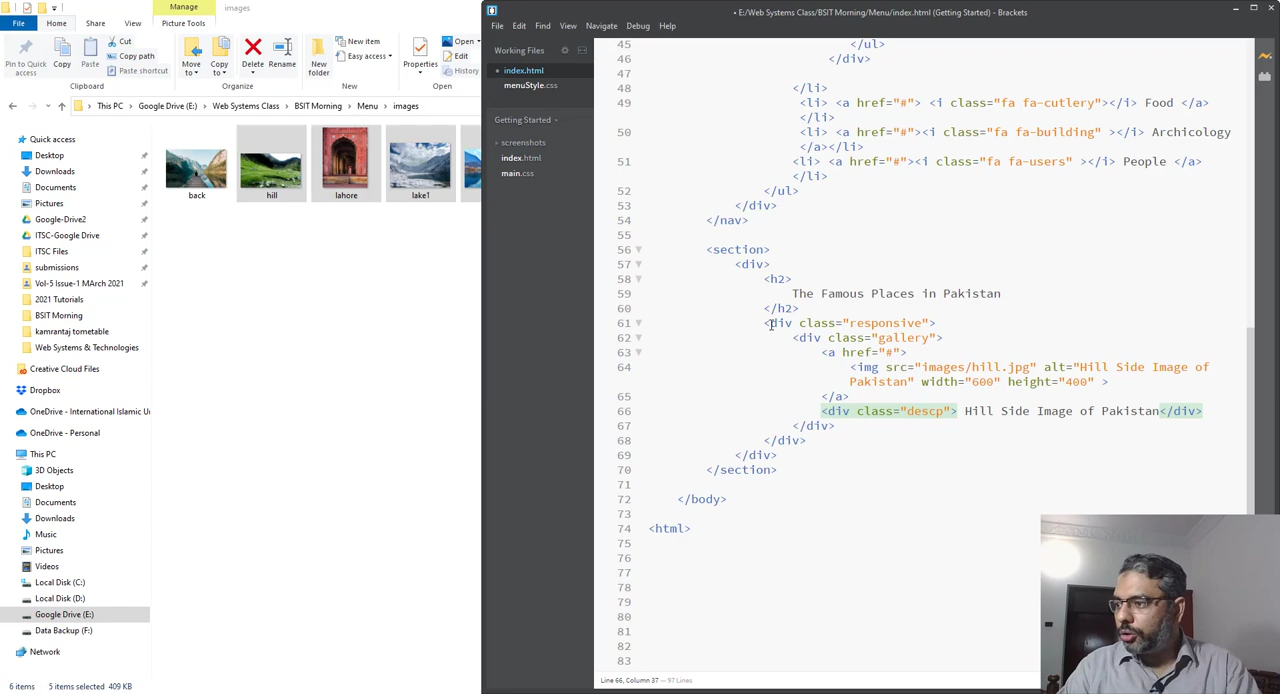 Manage
images
File
Home
Share
View
Picture Tools
Pin to Quick access
Copy
Paste
Cut
Copy path
Paste shortcut
Clipboard
Move to
Copy to
Delete
Rename
Organize
New folder
New item
Easy access
New
Properties
Open
Edit
History
Open
This PC > Google Drive (E:) > Web Systems Class > BSIT Morning > Menu > images
Quick access
Desktop
Downloads
Documents
Pictures
Google-Drive2
ITSC-Google Drive
ITSC Files
submissions
Vol-5 Issue-1 MArch 2021
2021 Tutorials
BSIT Morning
kamrantaj tometable
Web Systems & Technologies
Creative Cloud Files
Dropbox
OneDrive - International Islamic Un
OneDrive - Personal
This PC
3D Objects
Desktop
Documents
Downloads
Music
Pictures
Videos
Local Disk (C:)
Local Disk (D:)
Google Drive (E:)
Data Backup (F:)
Network
back
hill
lahore
lake1
6 items
5 items selected 409 KB
• E:/Web Systems Class/BSIT Morning/Menu/index.html (Getting Started) - Brackets
File Edit Find View Navigate Debug Help
Working Files
index.html
menuStyle.css
Getting Started
screenshots
index.html
main.css
45 </ul>
46 </div>
47
48 </li>
49 <li> <a href="#"> <i class="fa fa-cutlery"></i> Food </a>
</li>
50 <li> <a href="#"><i class="fa fa-building" ></i> Archicology
</a></li>
51 <li> <a href="#"><i class="fa fa-users" ></i> People </a>
</li>
52 </ul>
53 </div>
54 </nav>
55
56 <section>
57 <div>
58 <h2>
59 The Famous Places in Pakistan
60 </h2>
61 <div class="responsive">
62 <div class="gallery">
63 <a href="#">
64 <img src="images/hill.jpg" alt="Hill Side Image of
Pakistan" width="600" height="400" >
65 </a>
66 <div class="descp"> Hill Side Image of Pakistan</div>
67 </div>
68 </div>
69 </div>
70 </section>
71
72 </body>
73
74 <html>
75
76
77
78
79
80
81
82
83
Line 66, Column 37 — 97 Lines